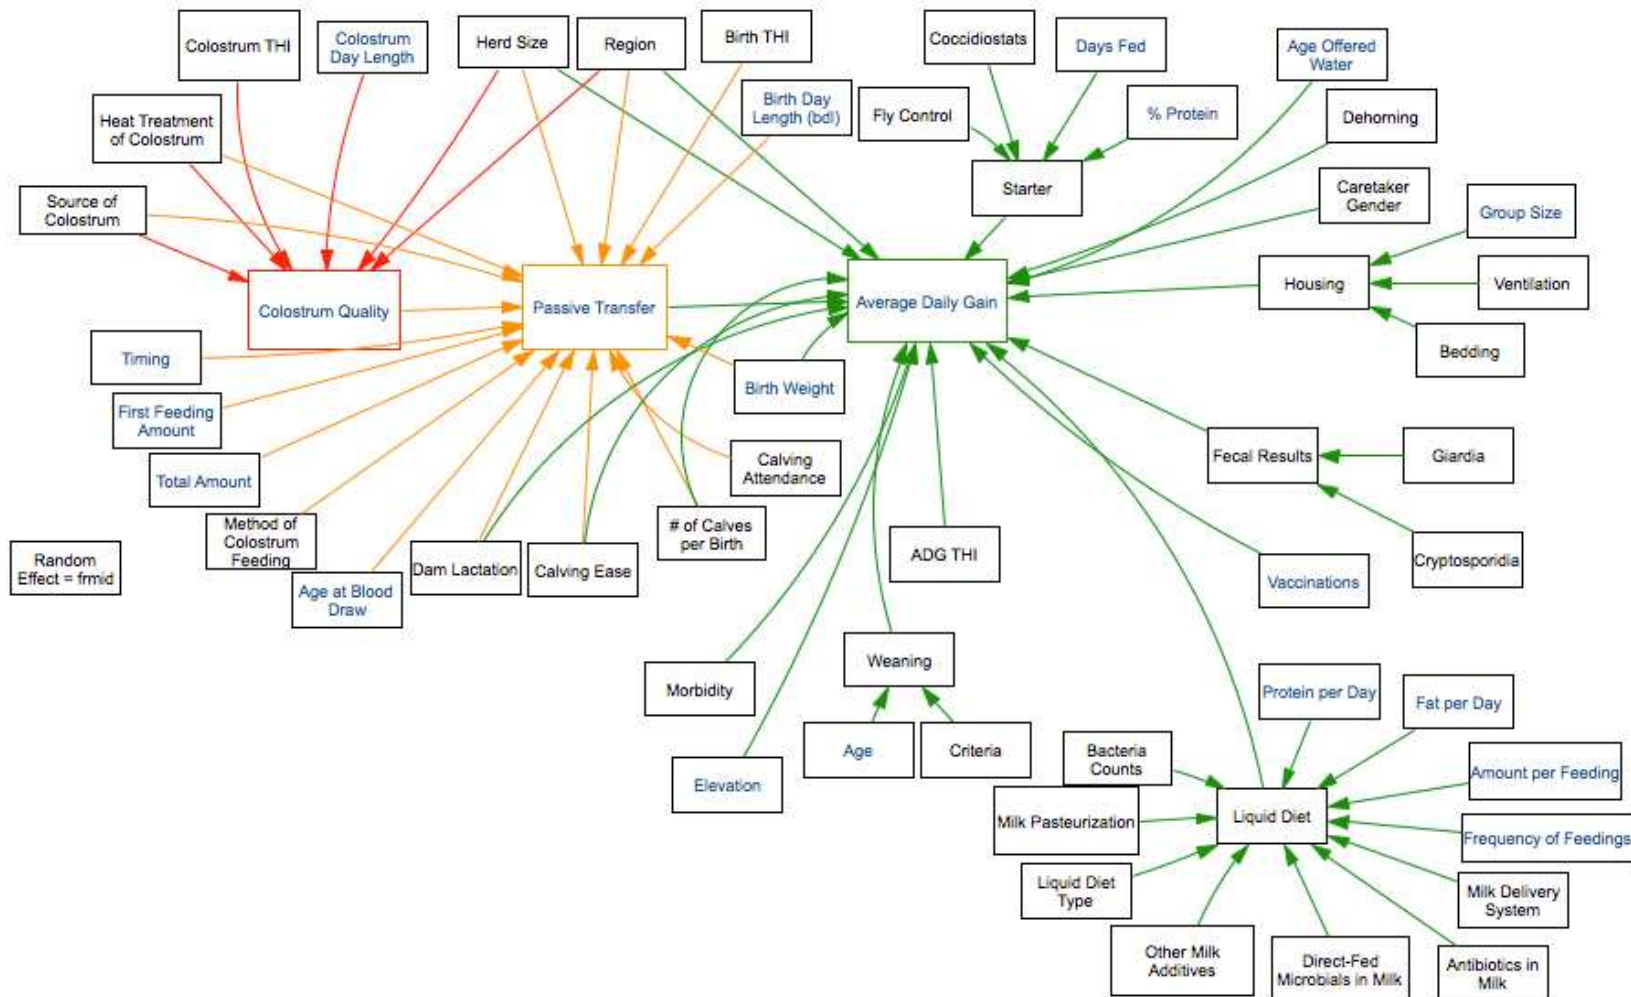 Colostrum THI
Colostrum
Day Length
Herd Size
Region
Birth THI
Coccidiostats
Days Fed
Age Offered
Water
Heat Treatment
of Colostrum
Birth Day
Length (bdl)
Fly Control
% Protein
Dehorning
Source of
Colostrum
Starter
Caretaker
Gender
Group Size
Colostrum Quality
Passive Transfer
Average Daily Gain
Housing
Ventilation
Timing
Bedding
Birth Weight
First Feeding
Amount
Total Amount
Calving
Attendance
Fecal Results
Giardia
Method of
Colostrum
Feeding
# of Calves
per Birth
Random
Effect = frmid
Age at Blood
Draw
Dam Lactation
Calving Ease
ADG THI
Vaccinations
Cryptosporidia
Morbidity
Weaning
Protein per Day
Fat per Day
Age
Criteria
Elevation
Bacteria
Counts
Amount per Feeding
Milk Pasteurization
Liquid Diet
Frequency of Feedings
Liquid Diet
Type
Milk Delivery
System
Other Milk
Additives
Direct-Fed
Microbials in Milk
Antibiotics in
Milk